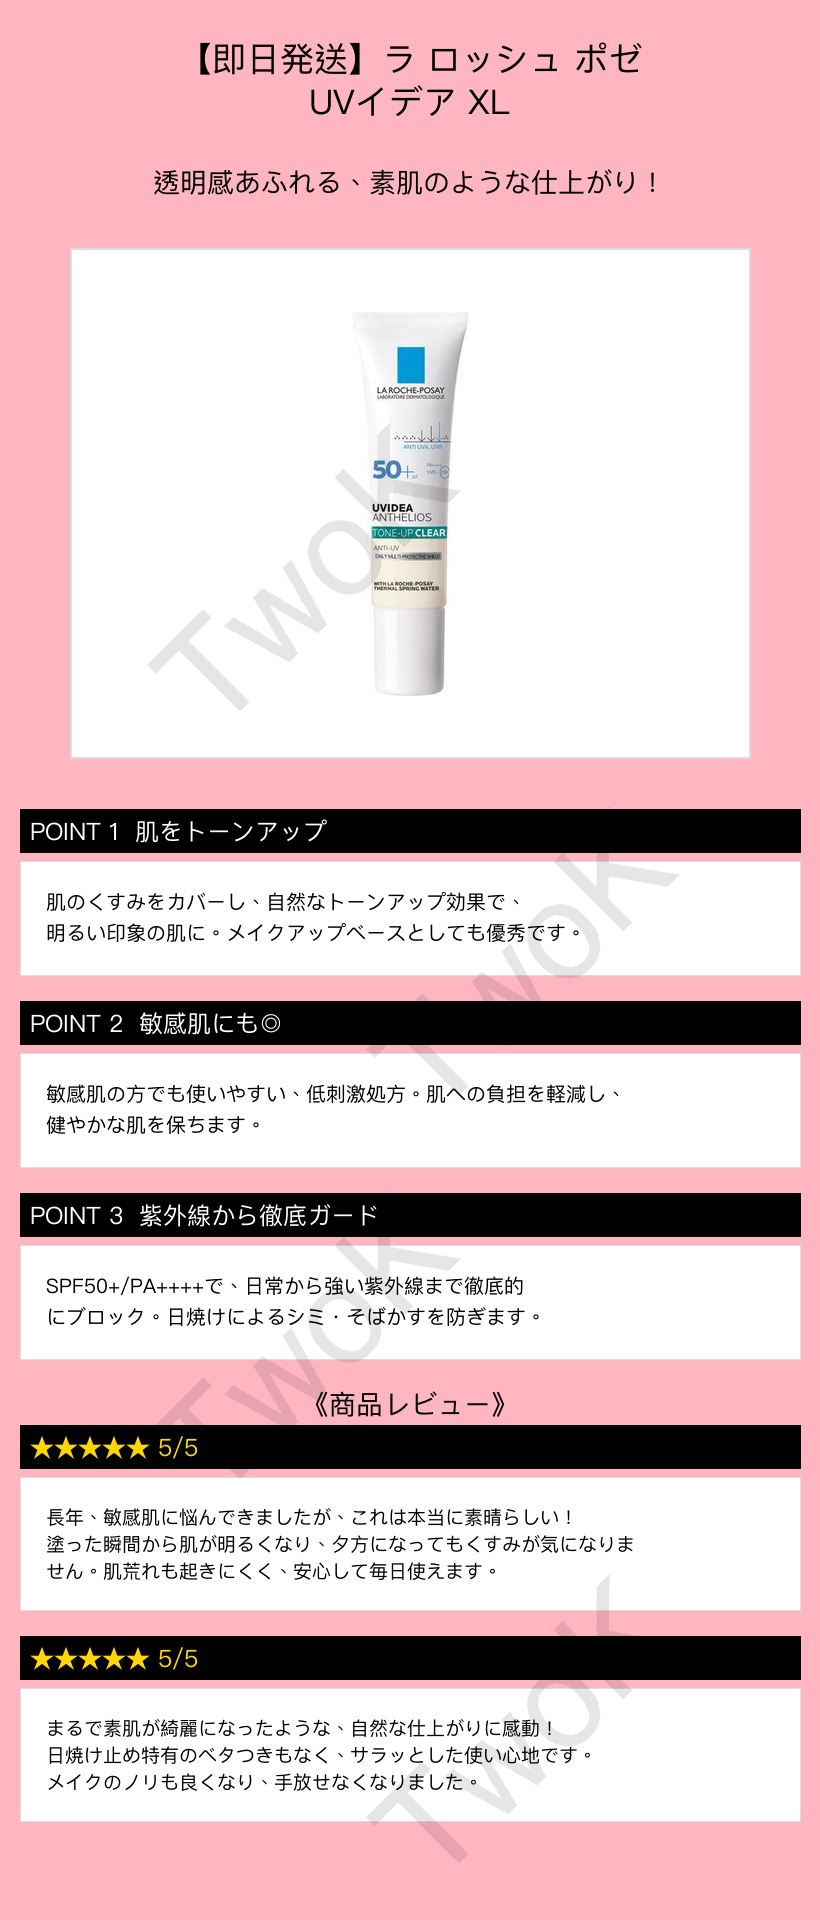 【即日発送】ラ ロッシュ ポゼ
UVイデア XL
透明感あふれる、素肌のような仕上がり！
LA ROCHE-POSAY
LABORATOIRE DERMATOLOGIQUE
ANTI UVA, UVB
50+
UVIDEA
ANTHELIOS
TONE-UP CLEAR
ANTI-UV
DAILY MULTI-PROTECTIVE SHIELD
WITH LA ROCHE-POSAY
THERMAL SPRING WATER
Twok
POINT 1 肌をトーンアップ
肌のくすみをカバーし、自然なトーンアップ効果で、
明るい印象の肌に。メイクアップベースとしても優秀です。
Twok
POINT 2 敏感肌にも◎
敏感肌の方でも使いやすい、低刺激処方。肌への負担を軽減し、
健やかな肌を保ちます。
POINT 3 紫外線から徹底ガード
SPF50+/PA++++で、日常から強い紫外線まで徹底的
にブロック。日焼けによるシミ・そばかすを防ぎます。
Twok
《商品レビュー》
★★★★★ 5/5
長年、敏感肌に悩んできましたが、これは本当に素晴らしい！
塗った瞬間から肌が明るくなり、夕方になってもくすみが気になりま
せん。肌荒れも起きにくく、安心して毎日使えます。
★★★★★ 5/5
まるで素肌が綺麗になったような、自然な仕上がりに感動！
日焼け止め特有のベタつきもなく、サラッとした使い心地です。
メイクのノリも良くなり、手放せなくなりました。
Twok